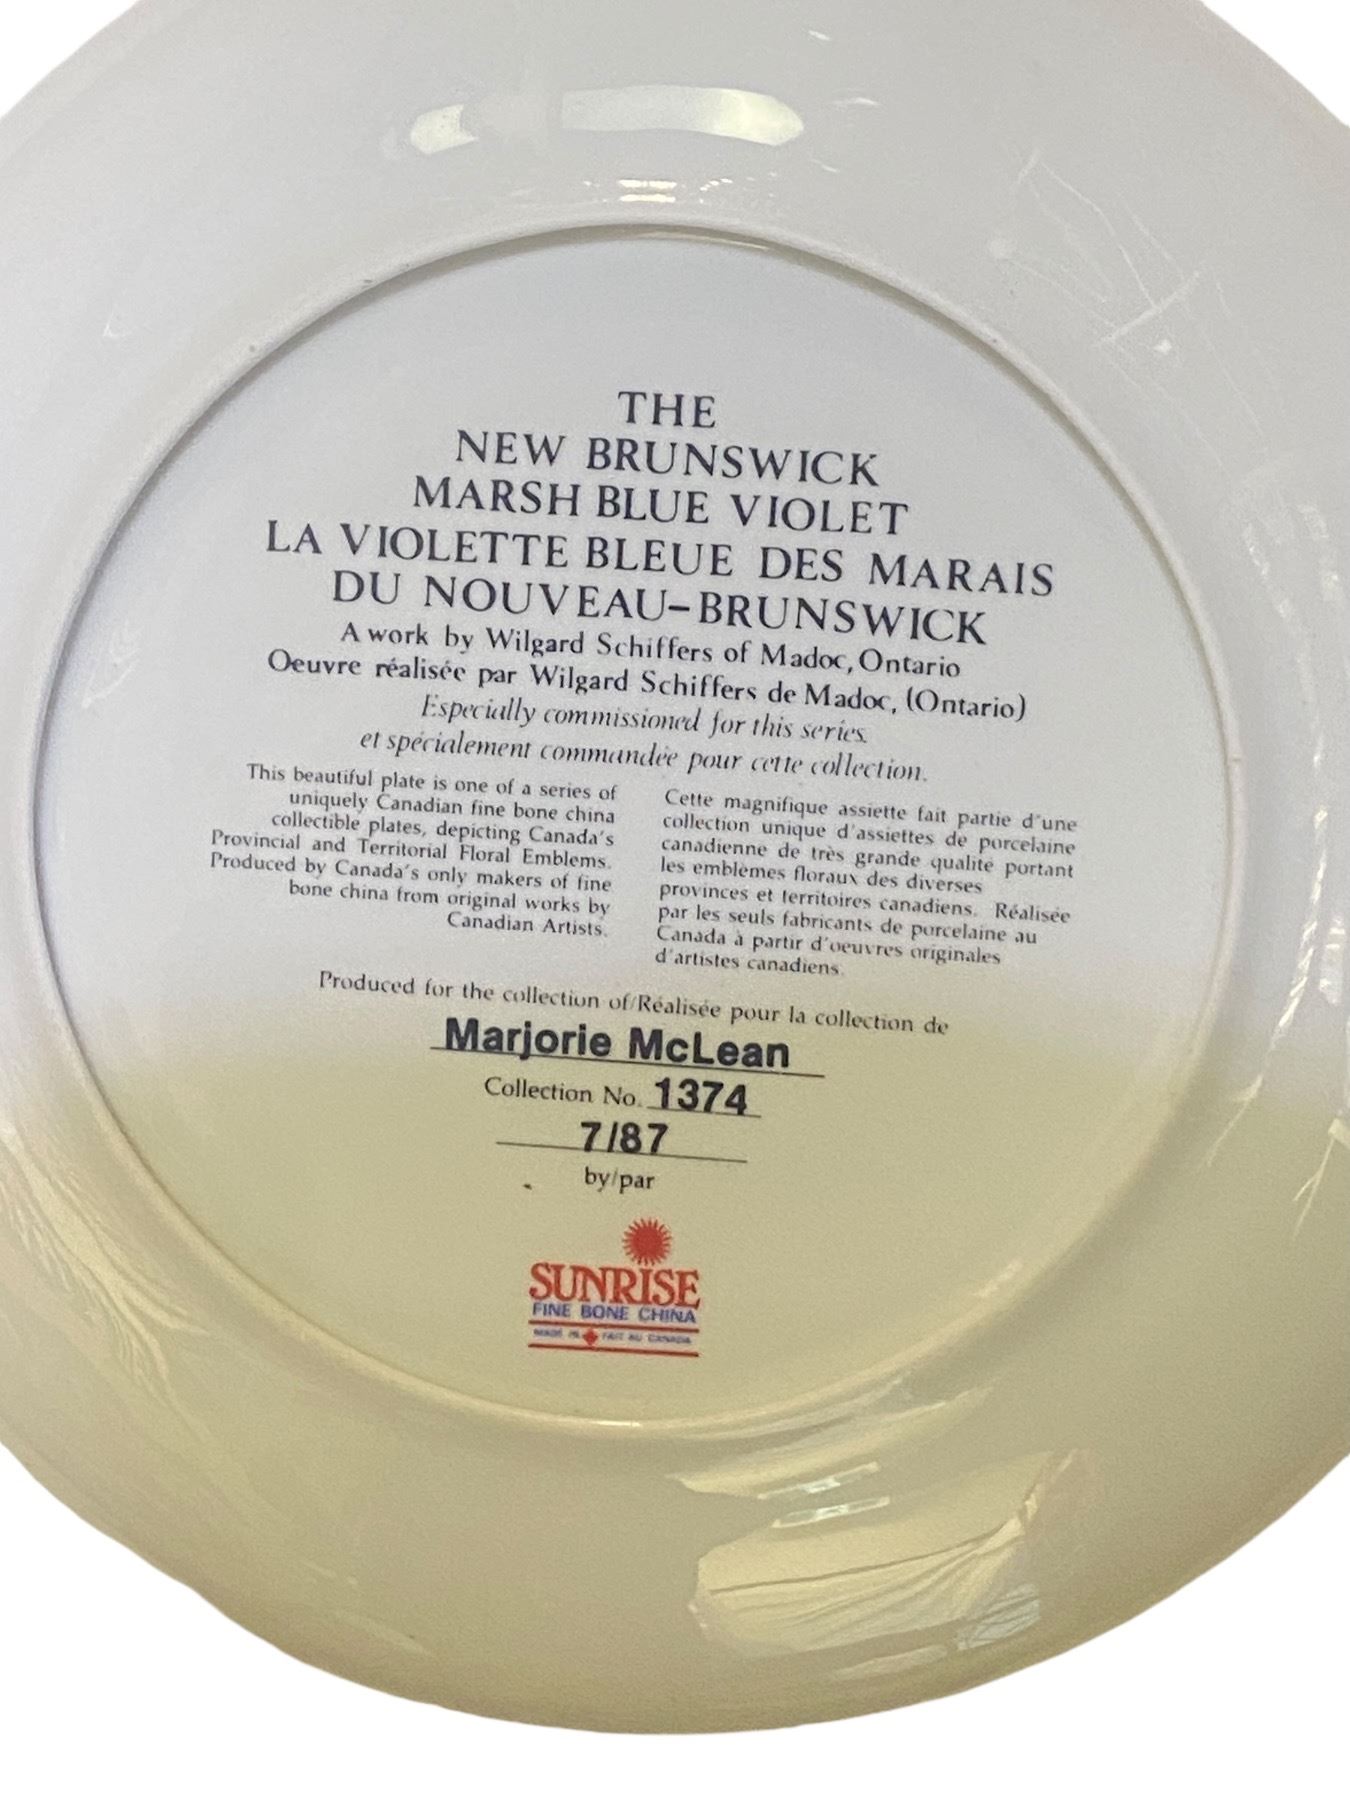 THE
NEW BRUNSWICK
MARSH BLUE VIOLET
LA VIOLETTE BLEUE DES MARAIS
DU NOUVEAU-BRUNSWICK
A work by Wilgard Schiffers of Madoc, Ontario
Oeuvre réalisée par Wilgard Schiffers de Madoc, (Ontario)
Especially commissioned for this series.
et spécialement commandée pour cette collection.
This beautiful plate is one of a series of
uniquely Canadian fine bone china
collectible plates, depicting Canada's
Provincial and Territorial Floral Emblems.
Produced by Canada's only makers of fine
bone china from original works by
Canadian Artists.
Cette magnifique assiette fait partie d'une
collection unique d'assiettes de porcelaine
canadienne de très grande qualité portant
les emblèmes floraux des diverses
provinces et territoires canadiens. Réalisée
par les seuls fabricants de porcelaine au
Canada à partir d'oeuvres originales
d'artistes canadiens.
Produced for the collection of/Réalisée pour la collection de
Marjorie McLean
Collection No. 1374
7/87
by/par
SUNRISE
FINE BONE CHINA
MADE IN FAIT AU CANADA